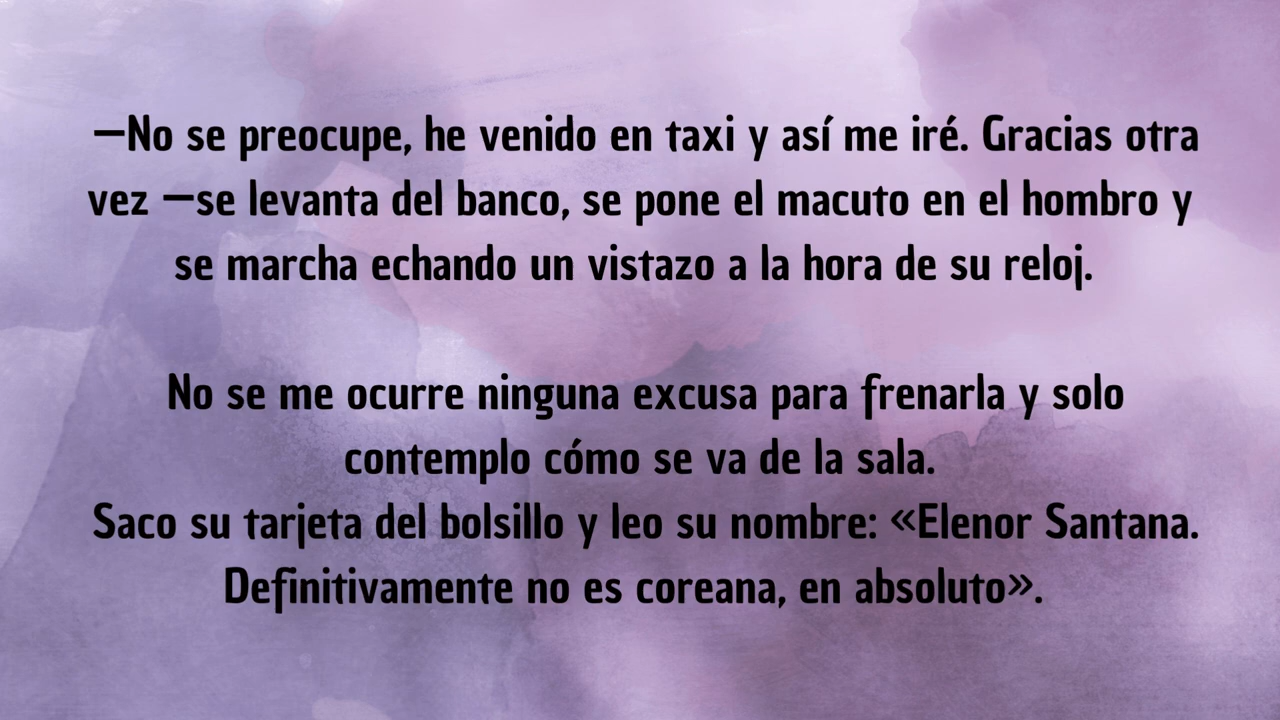 —No se preocupe, he venido en taxi y así me iré. Gracias otra
vez —se levanta del banco, se pone el macuto en el hombro y
se marcha echando un vistazo a la hora de su reloj.
No se me ocurre ninguna excusa para frenarla y solo
contemplo cómo se va de la sala.
Saco su tarjeta del bolsillo y leo su nombre: «Elenor Santana.
Definitivamente no es coreana, en absoluto».